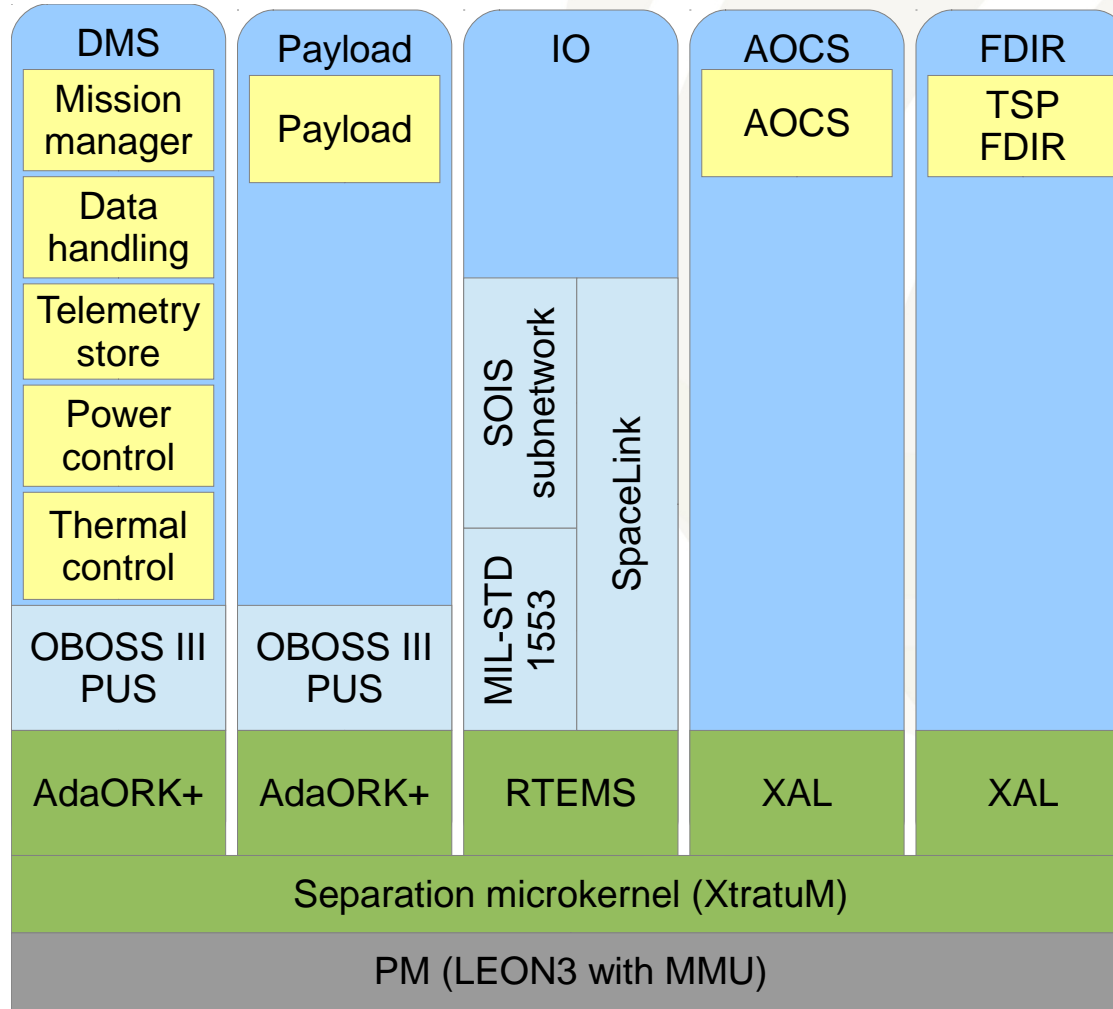 DMS
Mission
manager
Data
handling
Telemetry
store
Power
control
Thermal
control
OBOSS III
PUS
AdaORK+
Payload
Payload
OBOSS III
PUS
AdaORK+
IO
SOIS
subnetwork
MIL-STD
1553
SpaceLink
RTEMS
AOCS
AOCS
XAL
FDIR
TSP
FDIR
XAL
Separation microkernel (XtratuM)
PM (LEON3 with MMU)